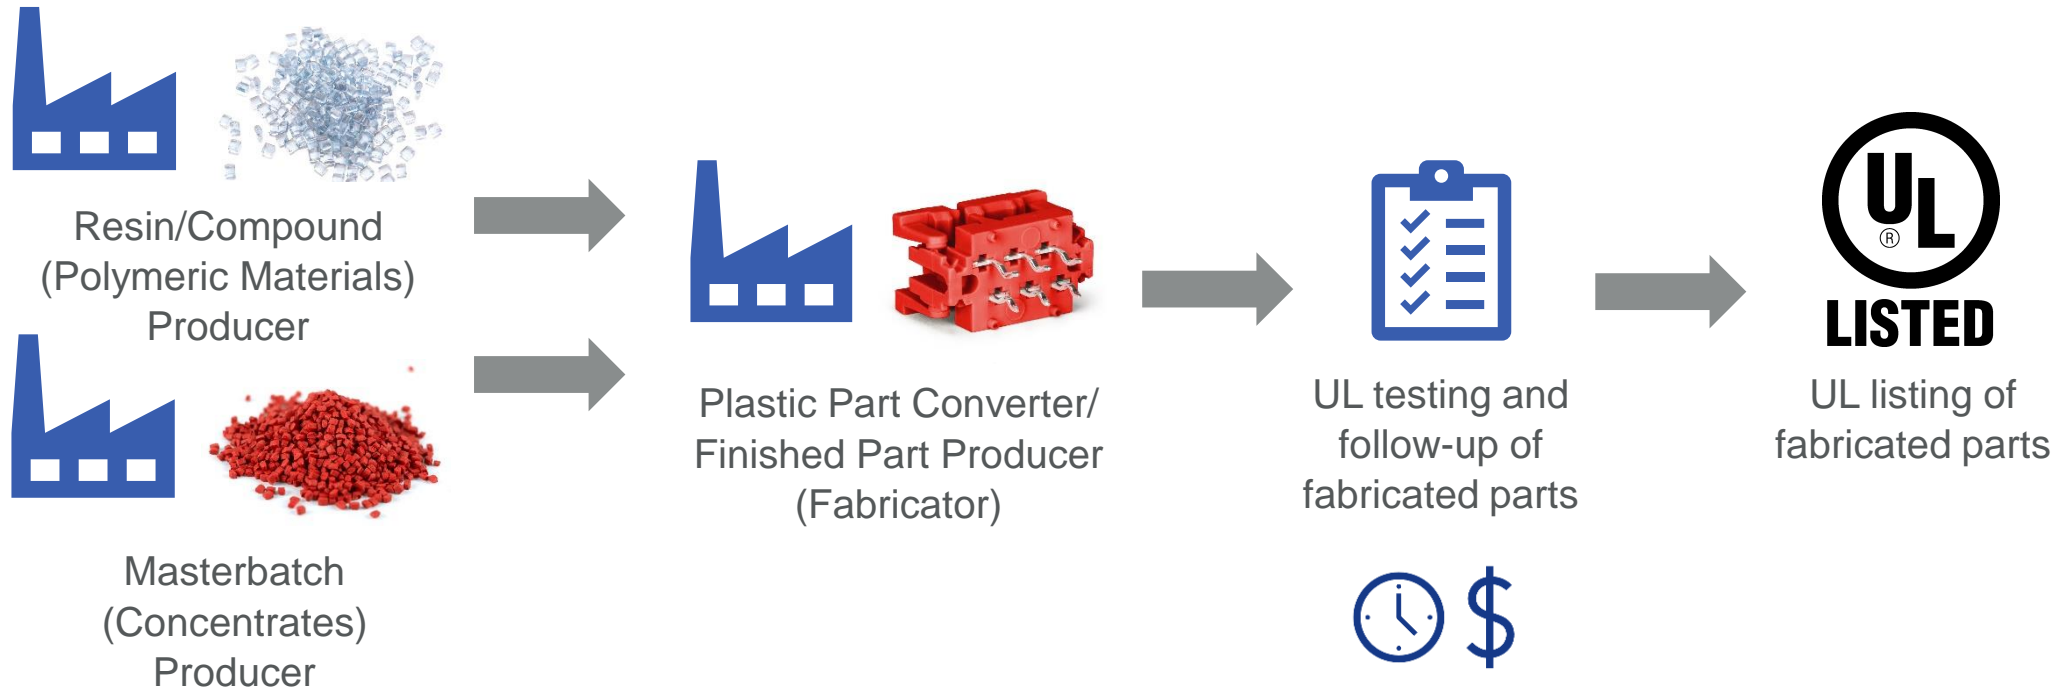 Resin/Compound
(Polymeric Materials)
Producer
Masterbatch
(Concentrates)
Producer
Plastic Part Converter/
Finished Part Producer
(Fabricator)
UL testing and
follow-up of
fabricated parts
$
UL
®
LISTED
UL listing of
fabricated parts